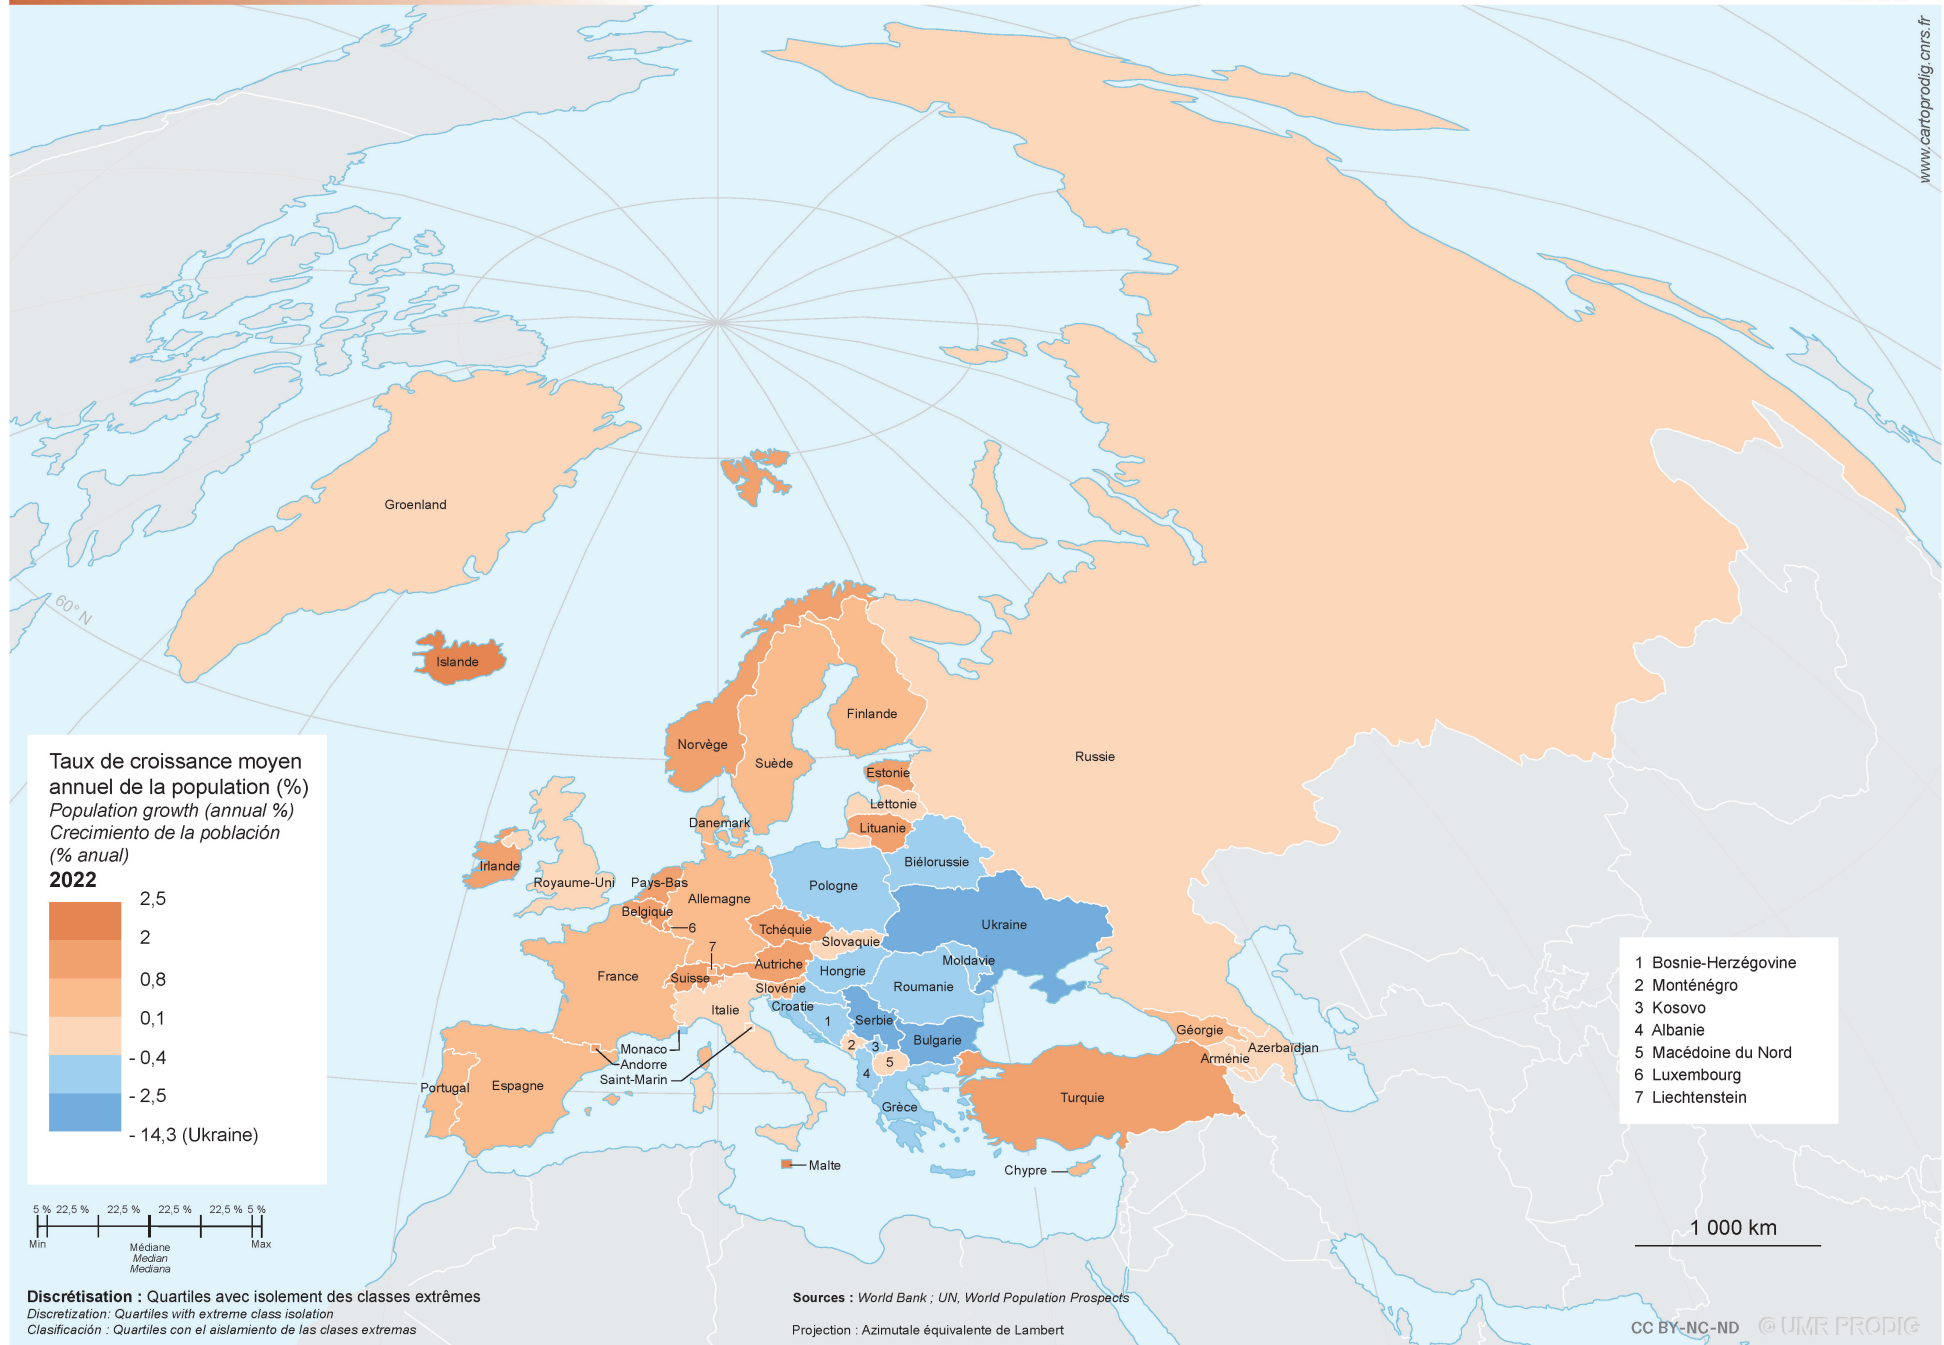 www.cartoprodig.cnrs.fr
60° N
Groenland
Islande
Norvège
Suède
Finlande
Russie
Estonie
Lettonie
Lituanie
Danemark
Biélorussie
Irlande
Royaume-Uni
Pays-Bas
Pologne
Allemagne
Belgique
6
Ukraine
Tchéquie
7
Slovaquie
Moldavie
France
Suisse
Autriche
Hongrie
Roumanie
Slovénie
Italie
Croatie
1
Serbie
Bulgarie
2
3
5
4
Monaco
Andorre
Saint-Marin
Géorgie
Azerbaïdjan
Arménie
Portugal
Espagne
Grèce
Turquie
Malte
Chypre
Taux de croissance moyen
annuel de la population (%)
Population growth (annual %)
Crecimiento de la población
(% anual)
2022
2,5
2
0,8
0,1
- 0,4
- 2,5
- 14,3 (Ukraine)
1 Bosnie-Herzégovine
2 Monténégro
3 Kosovo
4 Albanie
5 Macédoine du Nord
6 Luxembourg
7 Liechtenstein
5 % 22,5 % 22,5 % 22,5 % 22,5 % 5 %
Min Médiane Max
Median
Mediana
1 000 km
Discrétisation : Quartiles avec isolement des classes extrêmes
Discretization: Quartiles with extreme class isolation
Clasificación : Quartiles con el aislamiento de las clases extremas
Sources : World Bank ; UN, World Population Prospects
Projection : Azimutale équivalente de Lambert
CC BY-NC-ND © UMR PRODIG